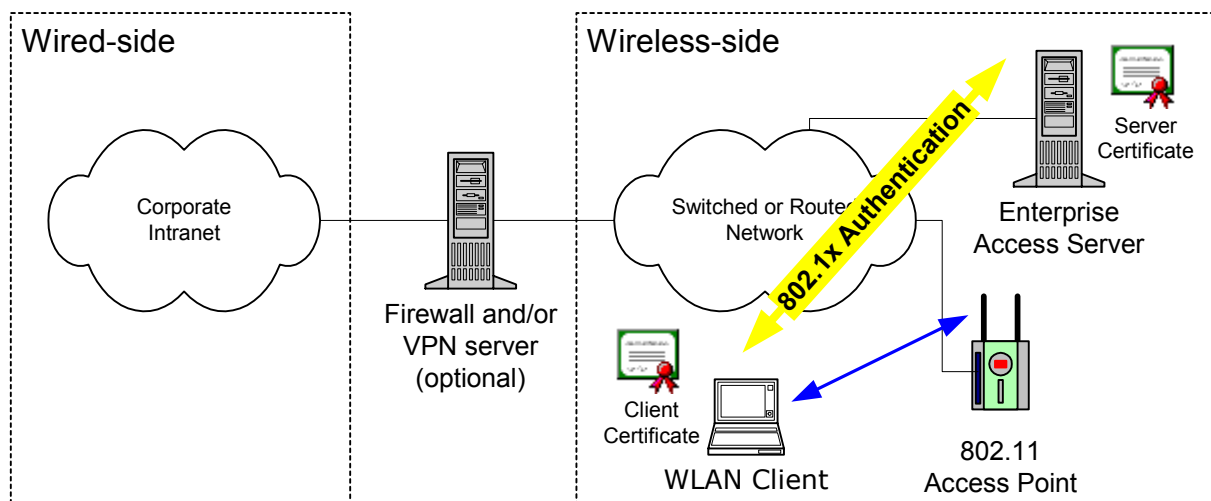 Wired-side
Wireless-side
Corporate
Intranet
Firewall and/or
VPN server
(optional)
Switched or Routed
Network
802.1x Authentication
Server
Certificate
Enterprise
Access Server
Client
Certificate
WLAN Client
802.11
Access Point